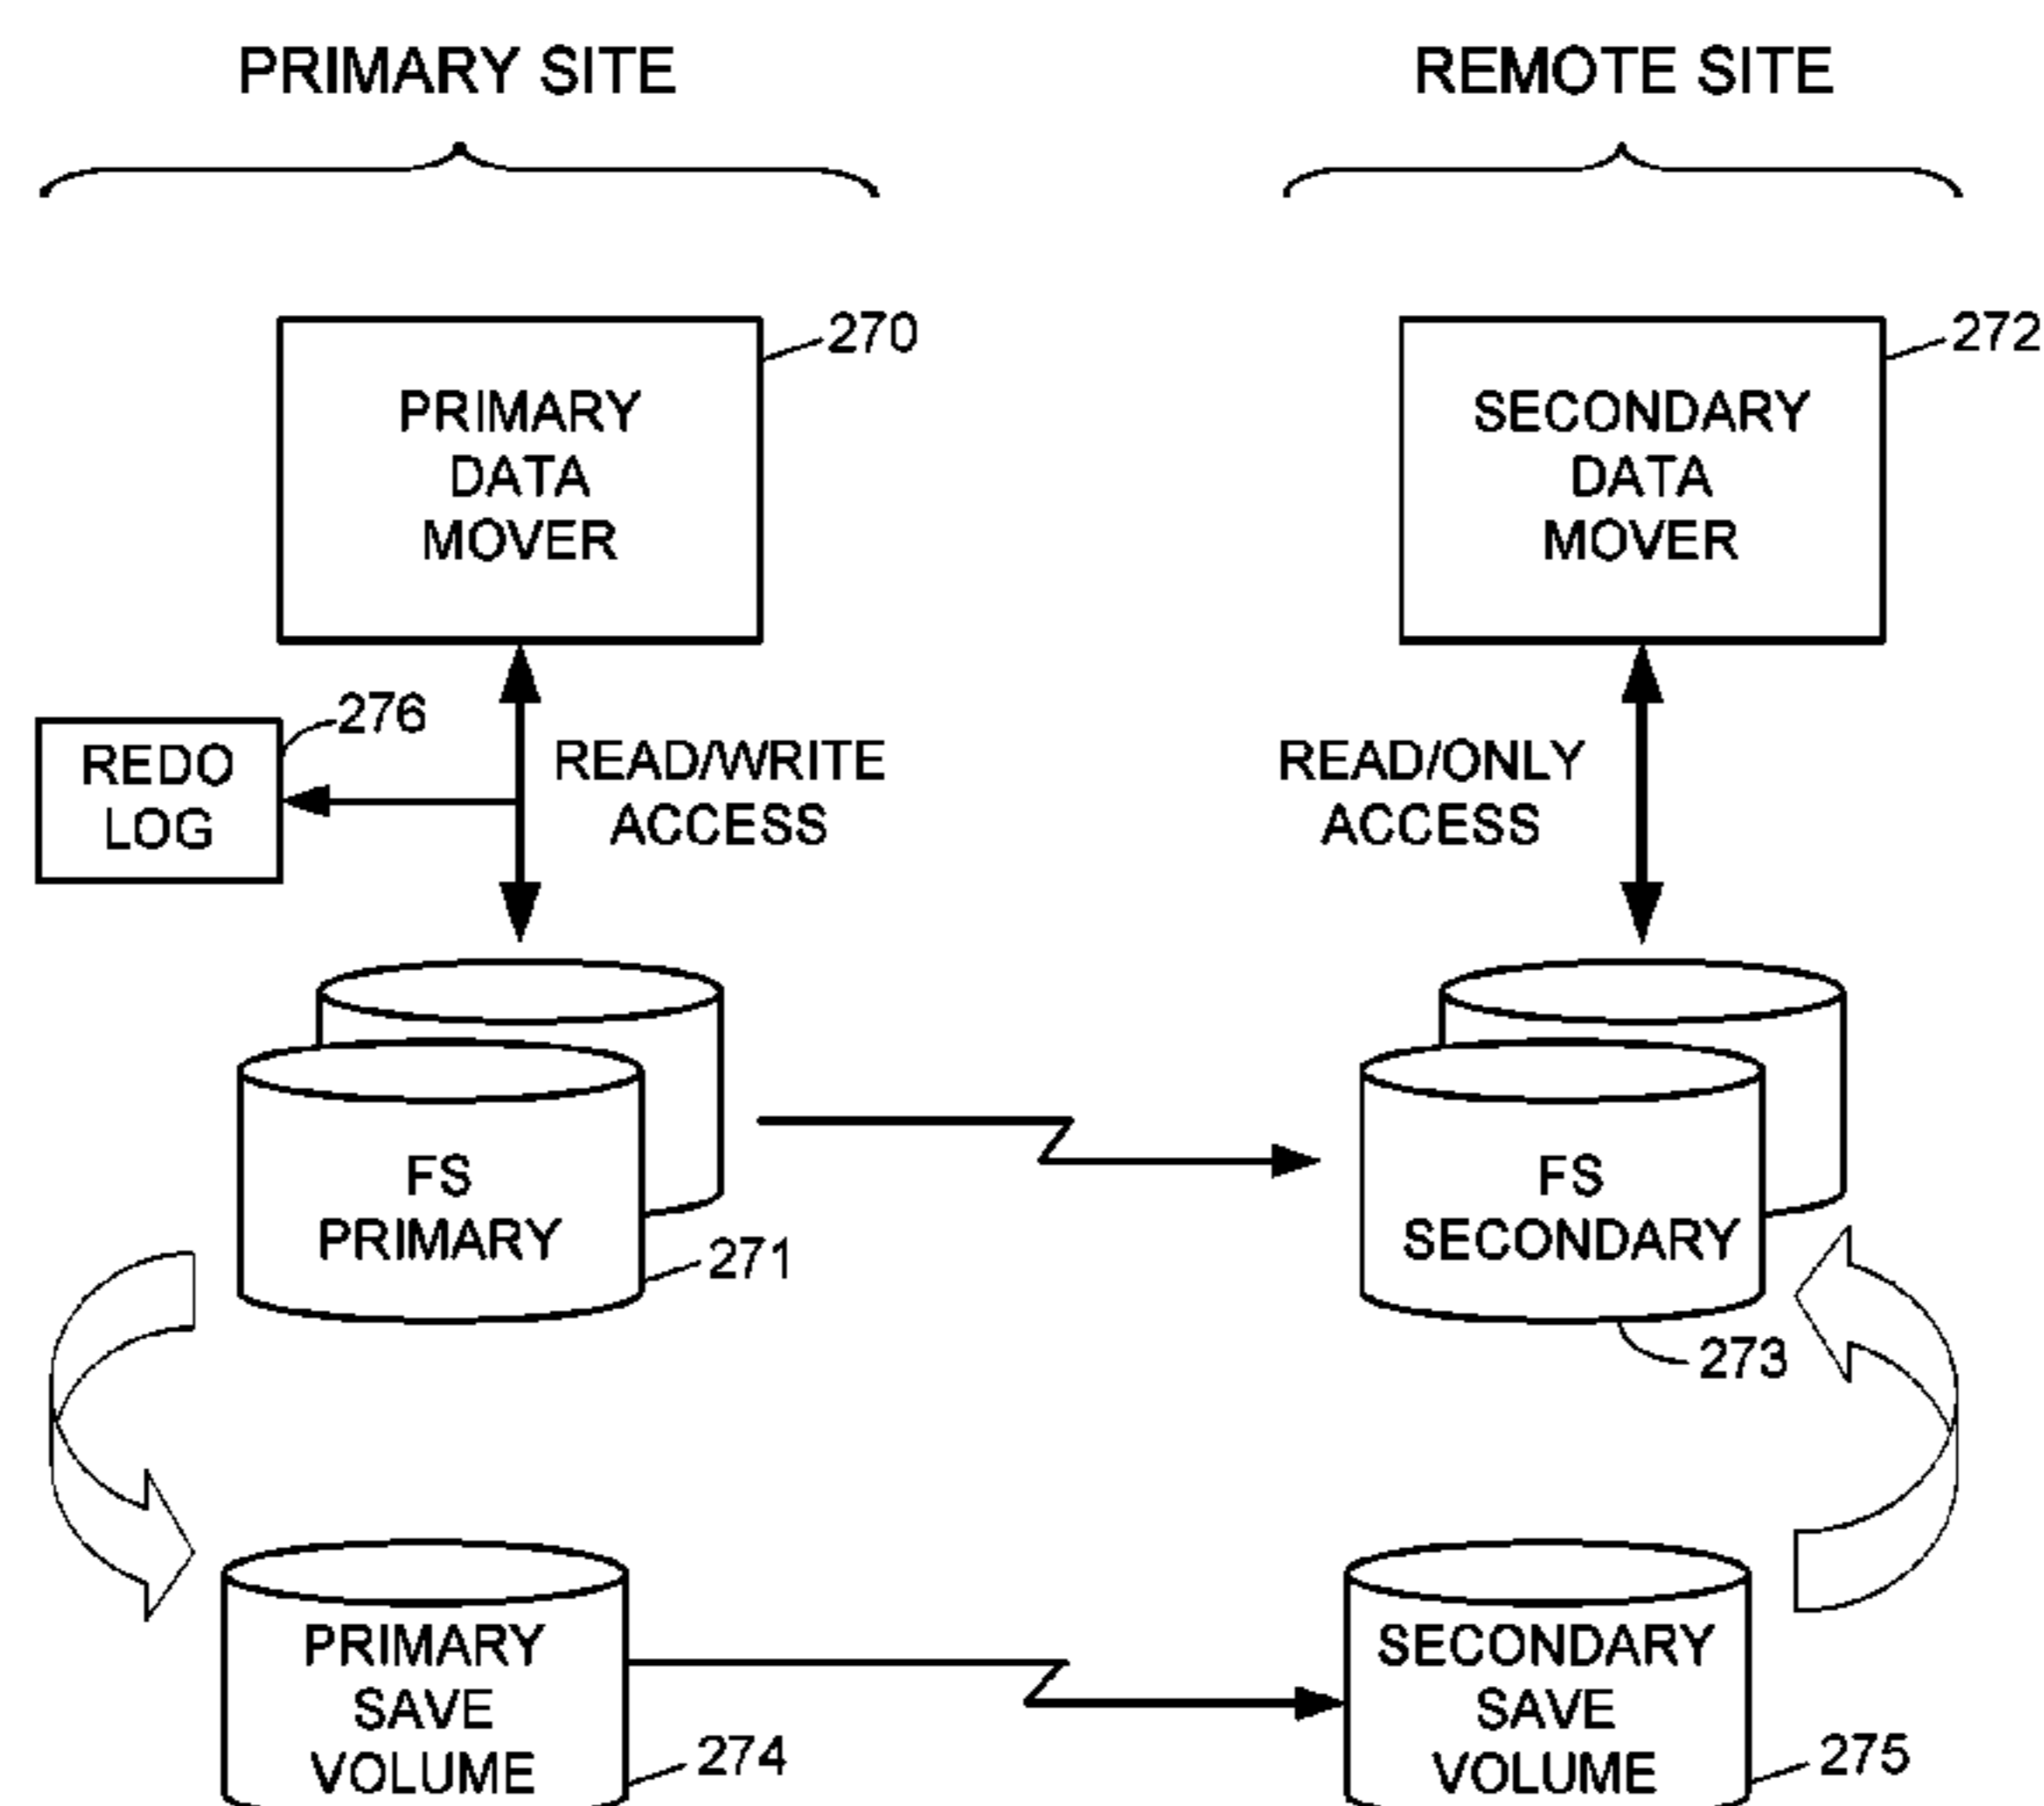 PRIMARY SITE
REMOTE SITE
270
272
PRIMARY
DATA
MOVER
SECONDARY
DATA
MOVER
276
REDO
LOG
READ/WRITE
ACCESS
READ/ONLY
ACCESS
FS
PRIMARY
271
FS
SECONDARY
273
PRIMARY
SAVE
VOLUME
274
SECONDARY
SAVE
VOLUME
275